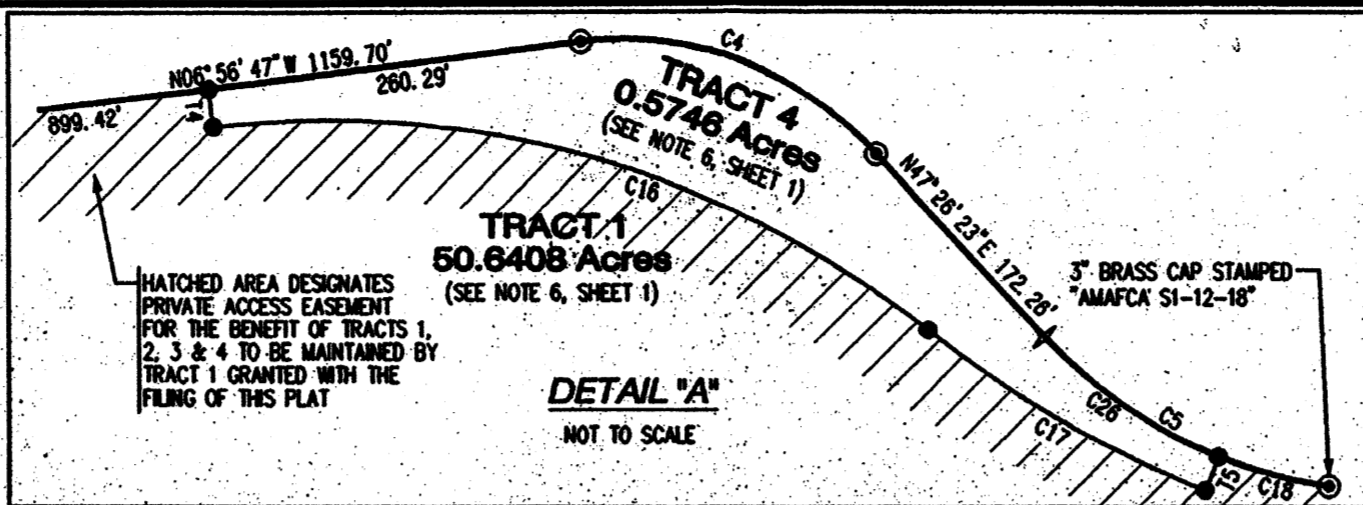 N06° 56' 47" W 1159.70'
260.29'
899.42'
T4
C4
TRACT 4
0.5746 Acres
(SEE NOTE 6, SHEET 1)
N47° 26' 23" E 172.26'
C16
TRACT 1
50.6408 Acres
(SEE NOTE 6, SHEET 1)
3" BRASS CAP STAMPED
"AMAFCA' S1-12-18"
HATCHED AREA DESIGNATES
PRIVATE ACCESS EASEMENT
FOR THE BENEFIT OF TRACTS 1,
2, 3 & 4 TO BE MAINTAINED BY
TRACT 1 GRANTED WITH THE
FILING OF THIS PLAT
DETAIL "A"
NOT TO SCALE
C17
C26
C5
T5
C18